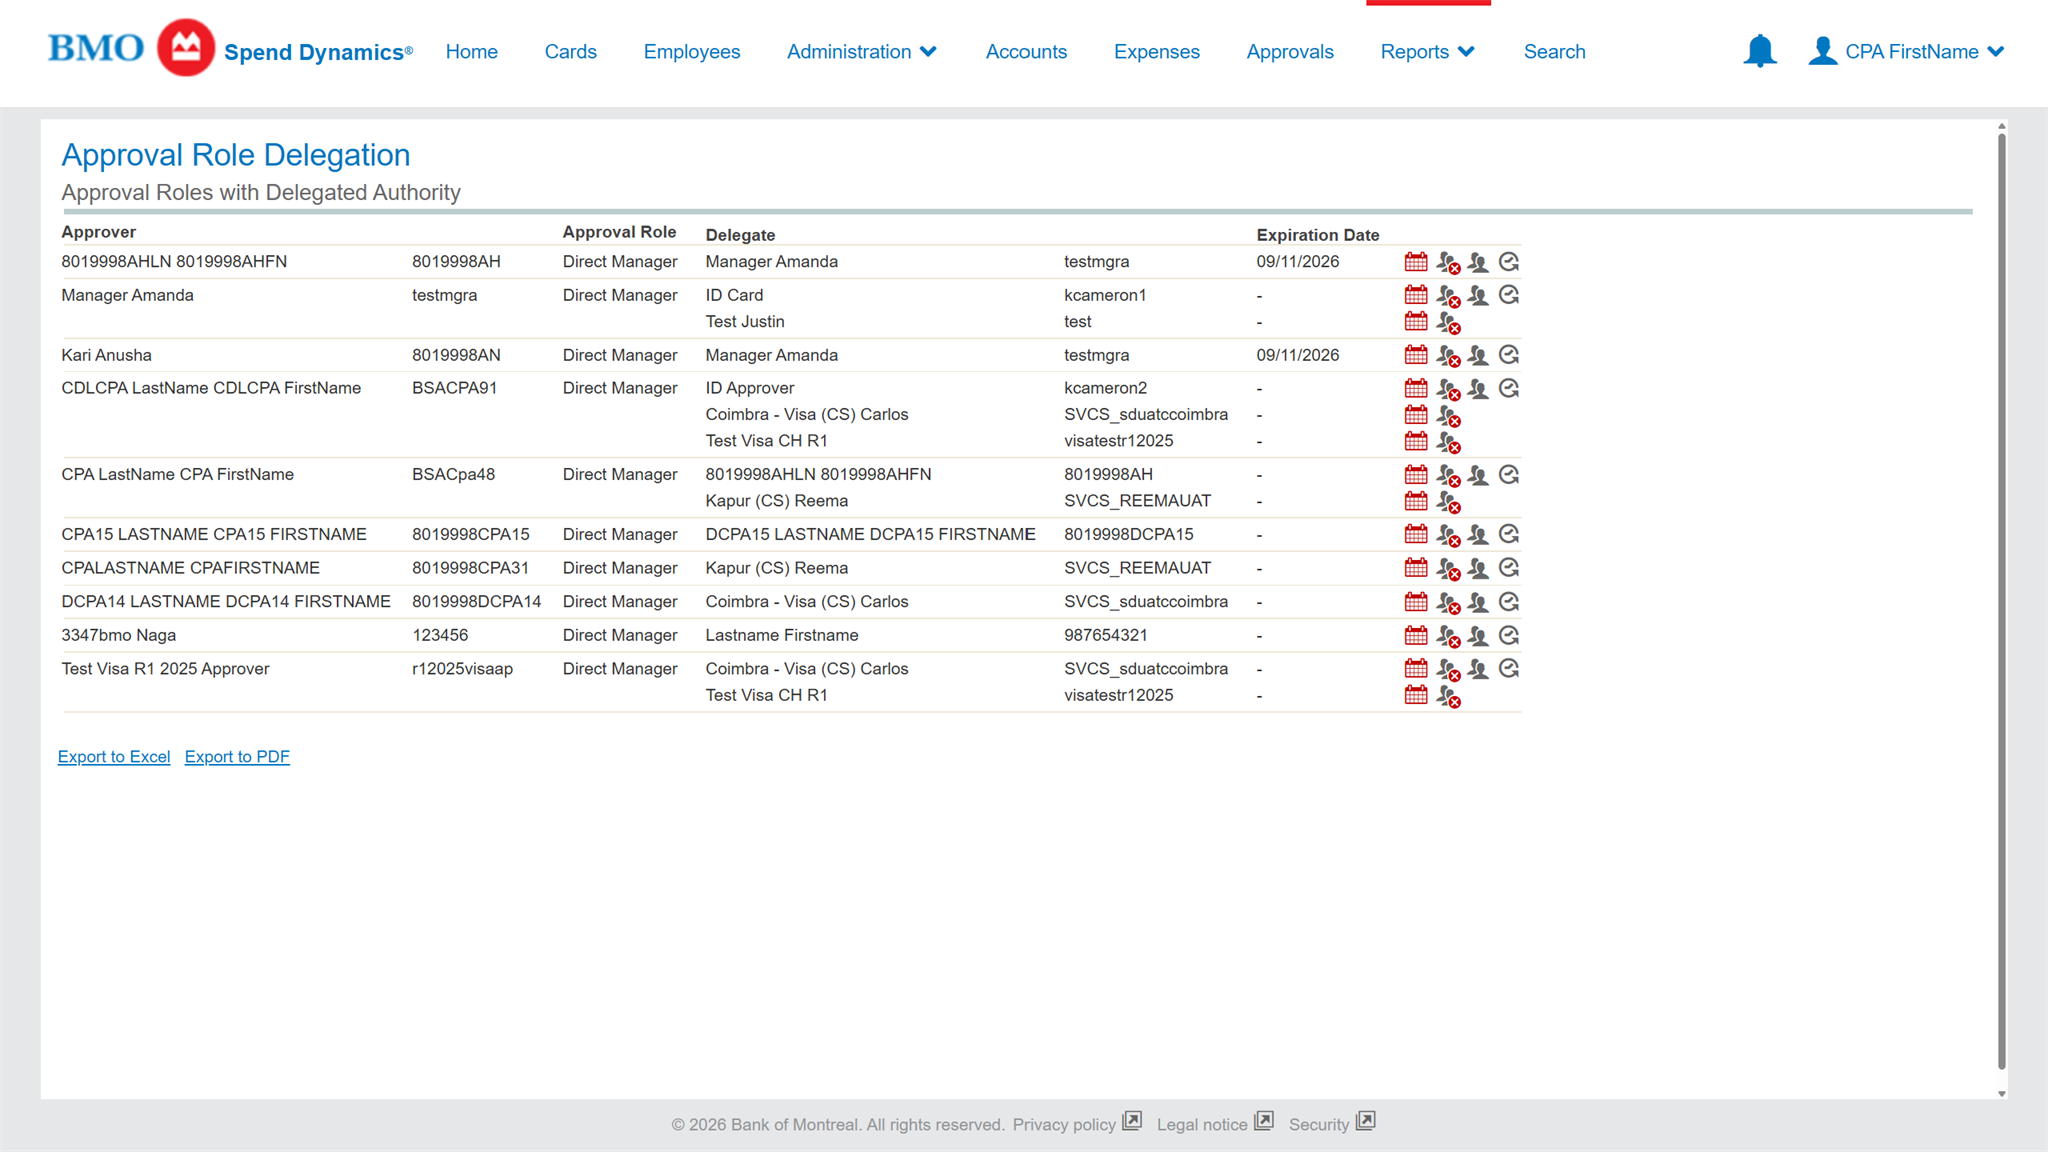 BMO Spend Dynamics® Home Cards Employees Administration Accounts Expenses Approvals Reports Search CPA FirstName
Approval Role Delegation
Approval Roles with Delegated Authority
Approver Approval Role Delegate Expiration Date
8019998AHLN 8019998AHFN 8019998AH Direct Manager Manager Amanda testmgra 09/11/2026
Manager Amanda testmgra Direct Manager ID Card kcameron1 -
Test Justin test -
Kari Anusha 8019998AN Direct Manager Manager Amanda testmgra 09/11/2026
CDLCPA LastName CDLCPA FirstName BSACPA91 Direct Manager ID Approver kcameron2 -
Coimbra - Visa (CS) Carlos SVCS_sduatccoimbra -
Test Visa CH R1 visatestr12025 -
CPA LastName CPA FirstName BSACpa48 Direct Manager 8019998AHLN 8019998AHFN 8019998AH -
Kapur (CS) Reema SVCS_REEMAUAT -
CPA15 LASTNAME CPA15 FIRSTNAME 8019998CPA15 Direct Manager DCPA15 LASTNAME DCPA15 FIRSTNAME 8019998DCPA15 -
CPALASTNAME CPAFIRSTNAME 8019998CPA31 Direct Manager Kapur (CS) Reema SVCS_REEMAUAT -
DCPA14 LASTNAME DCPA14 FIRSTNAME 8019998DCPA14 Direct Manager Coimbra - Visa (CS) Carlos SVCS_sduatccoimbra -
3347bmo Naga 123456 Direct Manager Lastname Firstname 987654321 -
Test Visa R1 2025 Approver r12025visaap Direct Manager Coimbra - Visa (CS) Carlos SVCS_sduatccoimbra -
Test Visa CH R1 visatestr12025 -
Export to Excel Export to PDF
© 2026 Bank of Montreal. All rights reserved. Privacy policy Legal notice Security